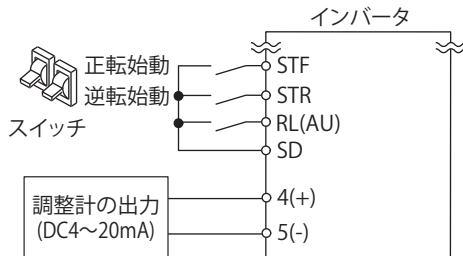 インバータ
正転始動
STF
逆転始動
STR
スイッチ
RL(AU)
SD
調整計の出力
(DC4～20mA)
4(+)
5(-)